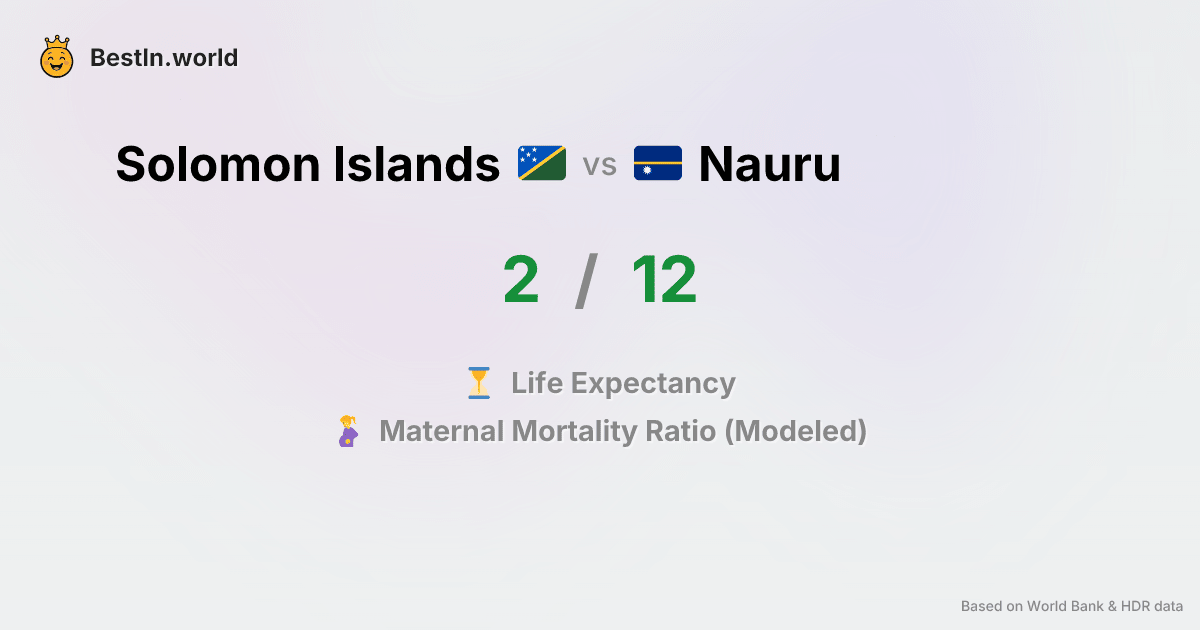 BestIn.world
Solomon Islands vs Nauru
2 / 12
Life Expectancy
Maternal Mortality Ratio (Modeled)
Based on World Bank & HDR data